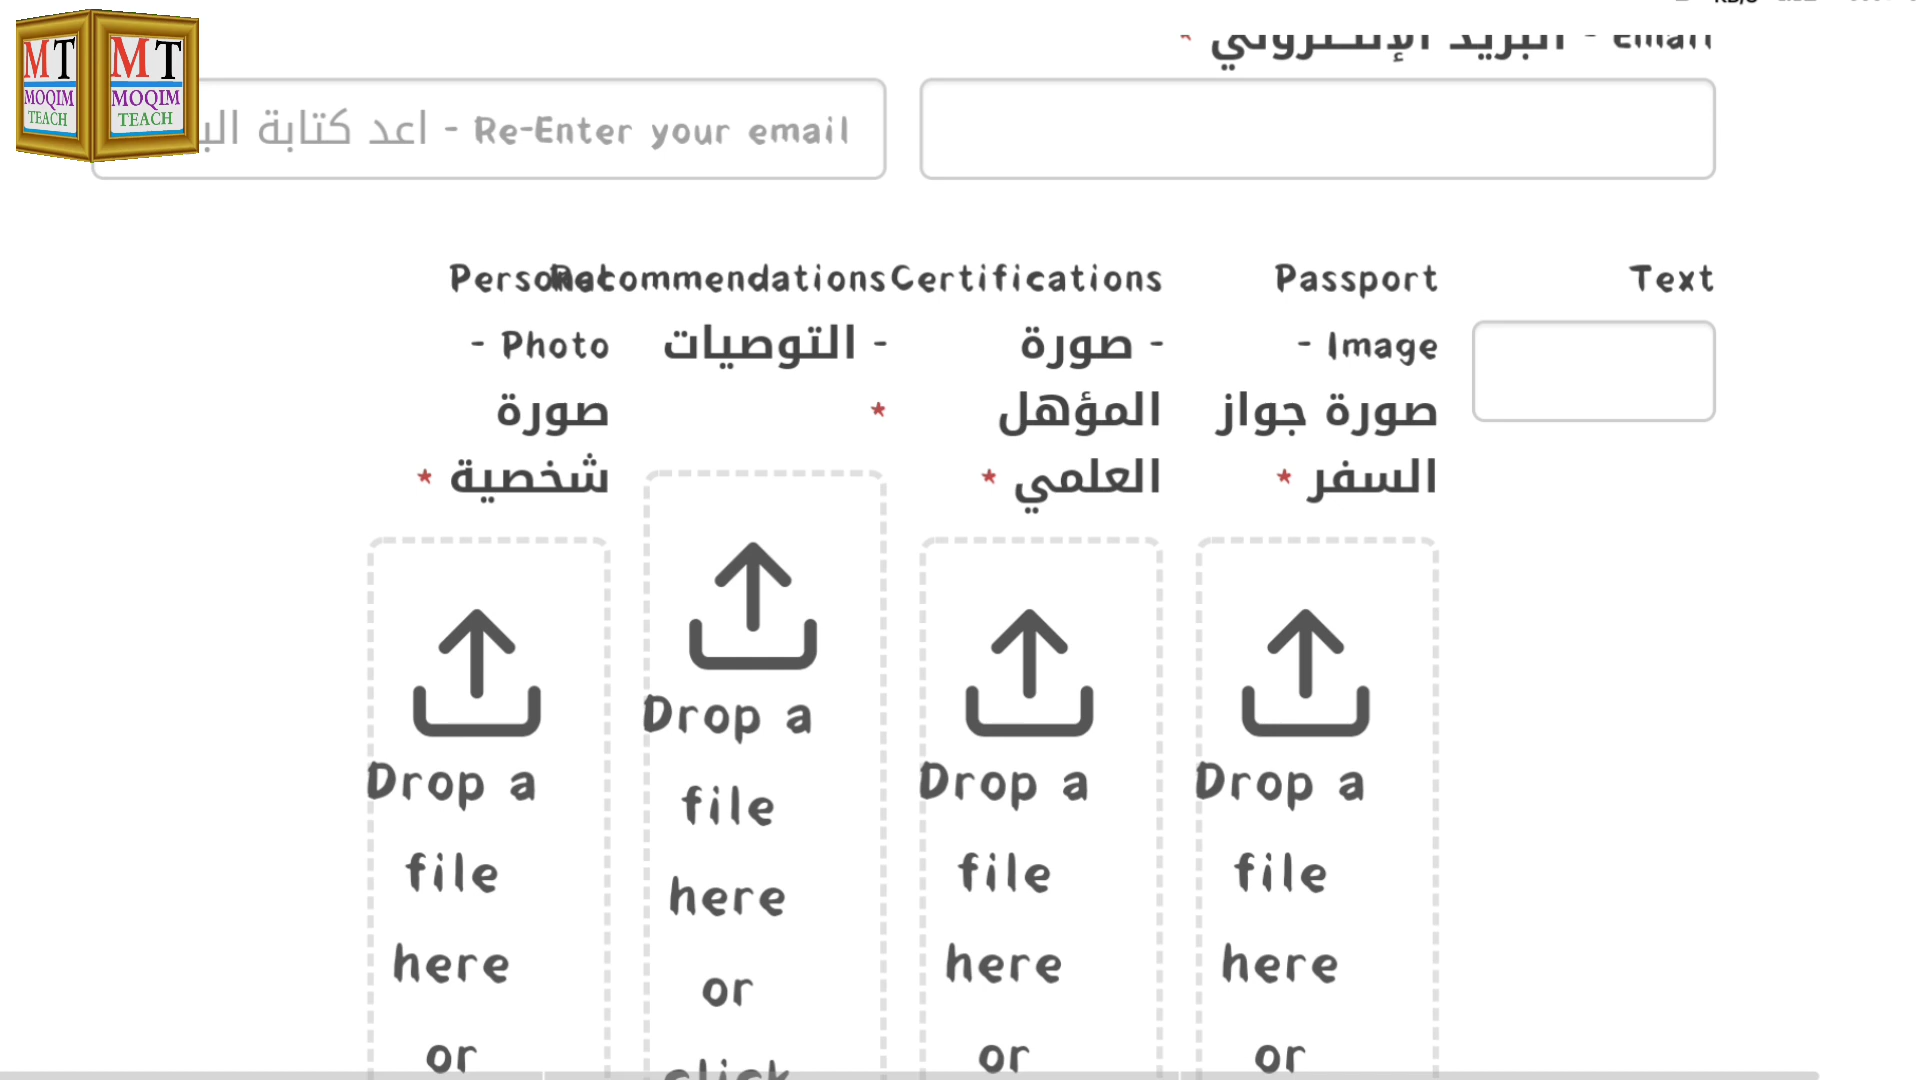 MT
MOQIM
TEACH
MT
MOQIM
TEACH
email - البريد الإلكتروني *
Re-Enter your email - اعد كتابة
Text
Passport
Image -
صورة جواز
السفر *
Certifications
- صورة
المؤهل
العلمي *
Recommendations
- التوصيات
*
Personal
Photo -
صورة
شخصية *
Drop a
file
here
or
Drop a
file
here
or
Drop a
file
here
or
click
Drop a
file
here
or